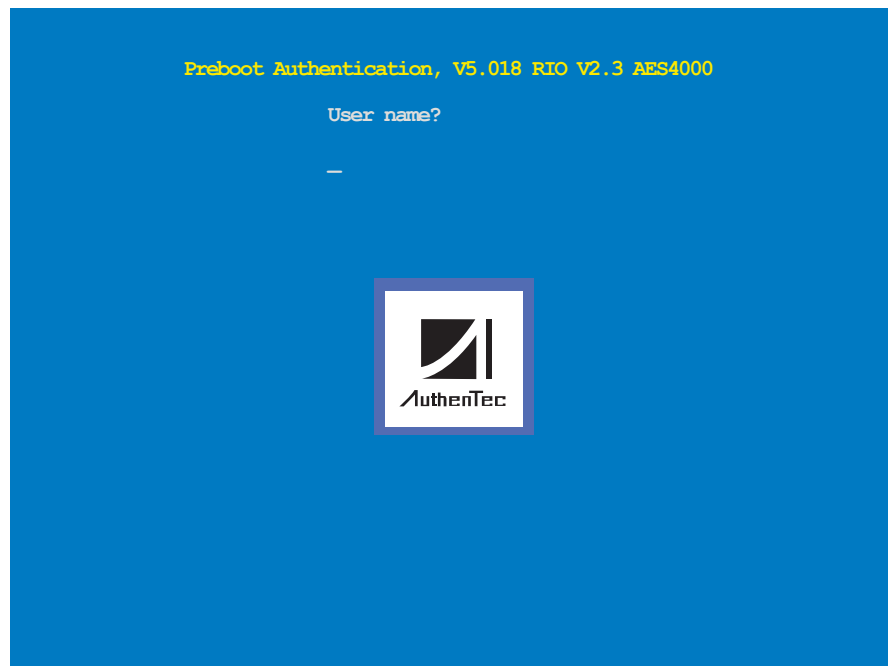 Preboot Authentication, V5.018 RIO V2.3 AES4000
User name?
_
AuthenTec